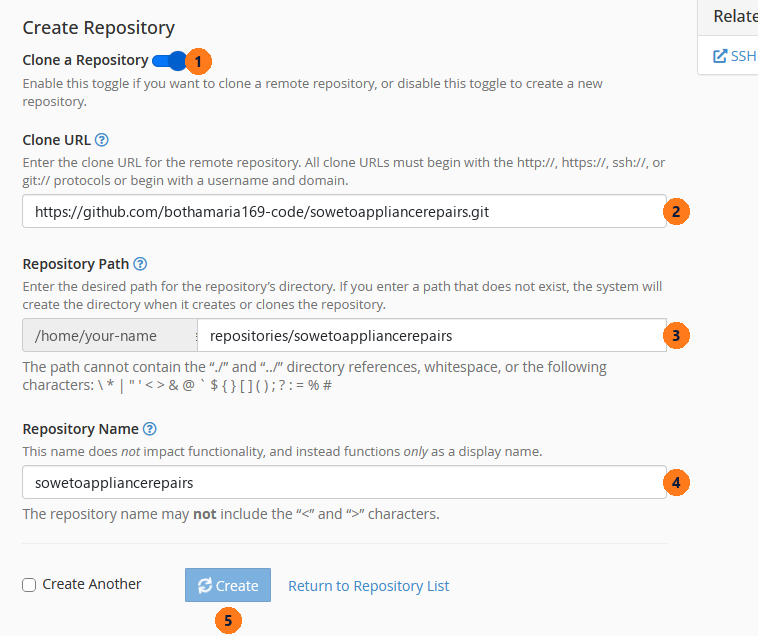 Create Repository
Relate
Clone a Repository 1
SSH
Enable this toggle if you want to clone a remote repository, or disable this toggle to create a new
repository.
Clone URL ?
Enter the clone URL for the remote repository. All clone URLs must begin with the http://, https://, ssh://, or
git:// protocols or begin with a username and domain.
https://github.com/bothamaria169-code/sowetoappliancerepairs.git 2
Repository Path ?
Enter the desired path for the repository’s directory. If you enter a path that does not exist, the system will
create the directory when it creates or clones the repository.
/home/your-name repositories/sowetoappliancerepairs 3
The path cannot contain the “./” and “../” directory references, whitespace, or the following
characters: \ * | " ' < > & @ ` $ { } [ ] ( ) ; ? : = % #
Repository Name ?
This name does not impact functionality, and instead functions only as a display name.
sowetoappliancerepairs 4
The repository name may not include the “<” and “>” characters.
Create Another Create Return to Repository List
5